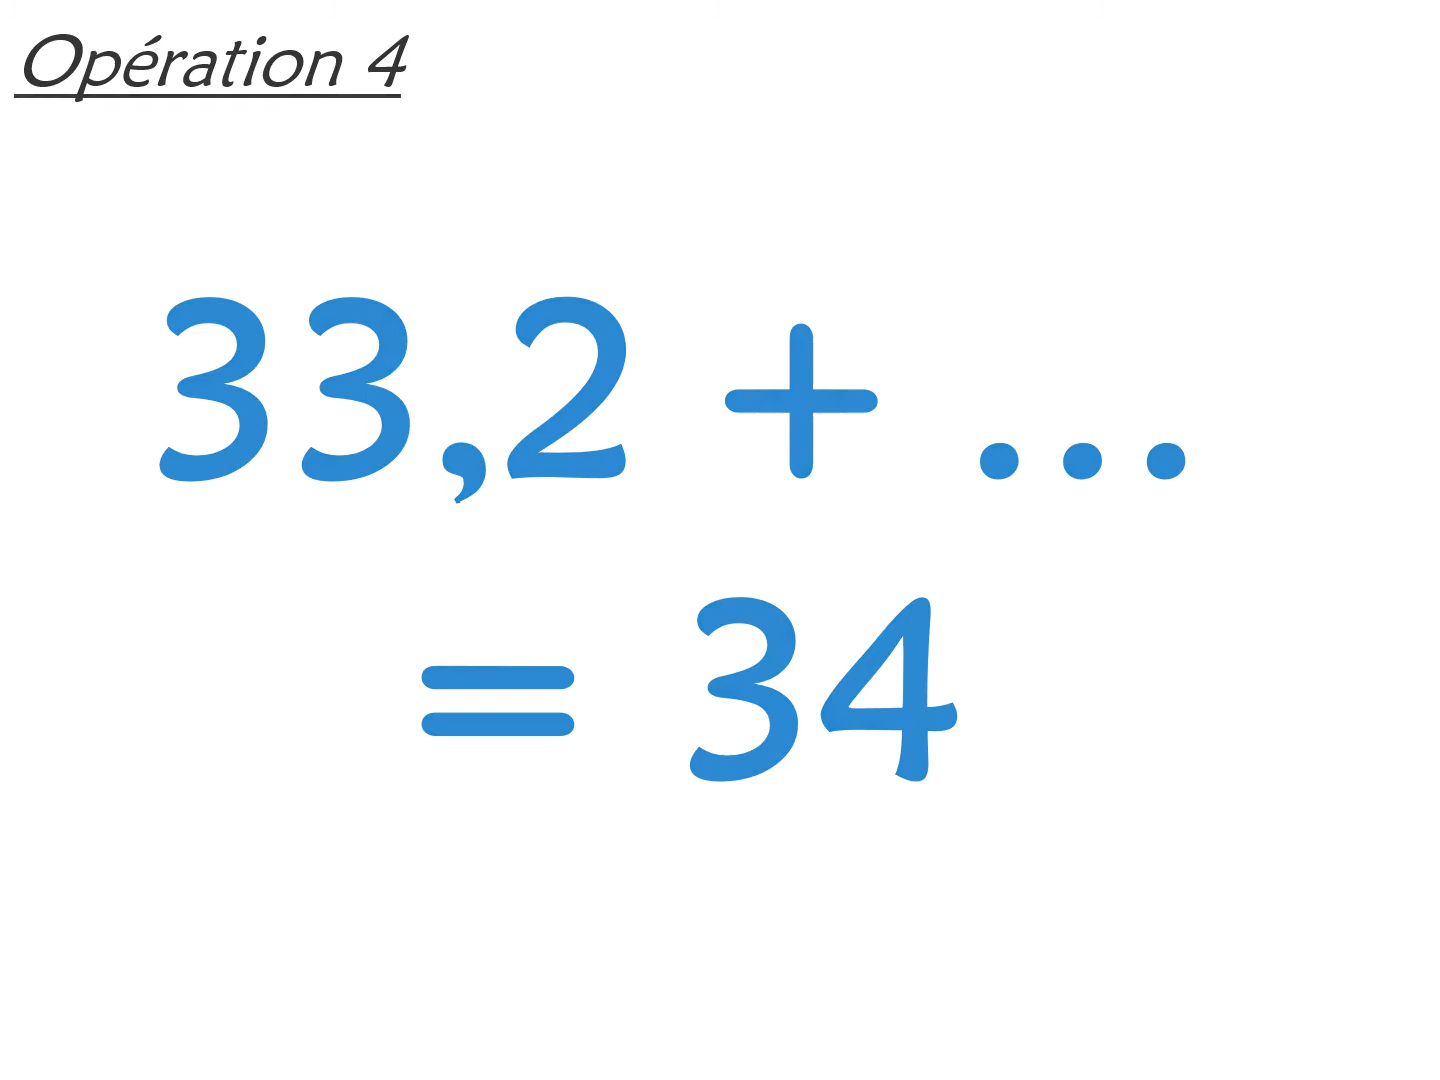 Opération 4
33,2 + ...
= 34